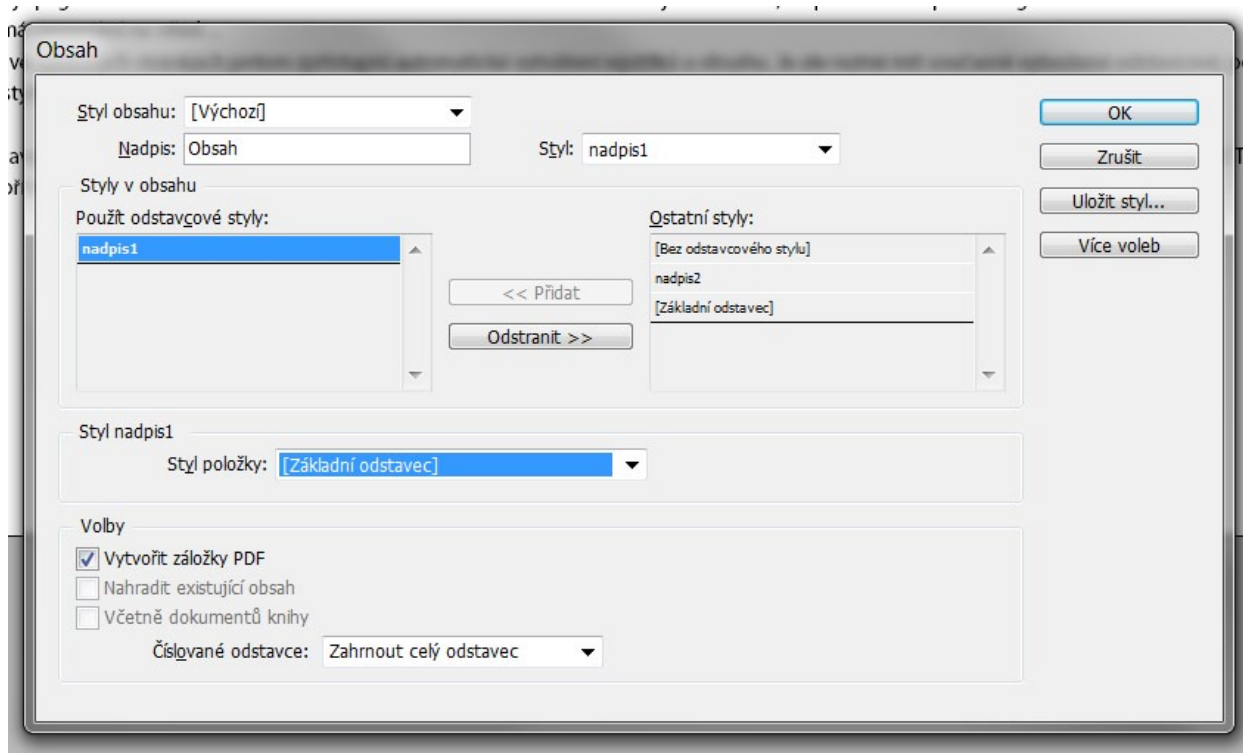 Obsah
Styl obsahu: [Výchozí]
OK
Nadpis: Obsah
Styl: nadpis1
Zrušit
Styly v obsahu
Uložit styl...
Použít odstavcové styly:
Ostatní styly:
Více voleb
nadpis1
[Bez odstavcového stylu]
nadpis2
<< Přidat
[Základní odstavec]
Odstranit >>
Styl nadpis1
Styl položky: [Základní odstavec]
Volby
Vytvořit záložky PDF
Nahradit existující obsah
Včetně dokumentů knihy
Číslované odstavce: Zahrnout celý odstavec